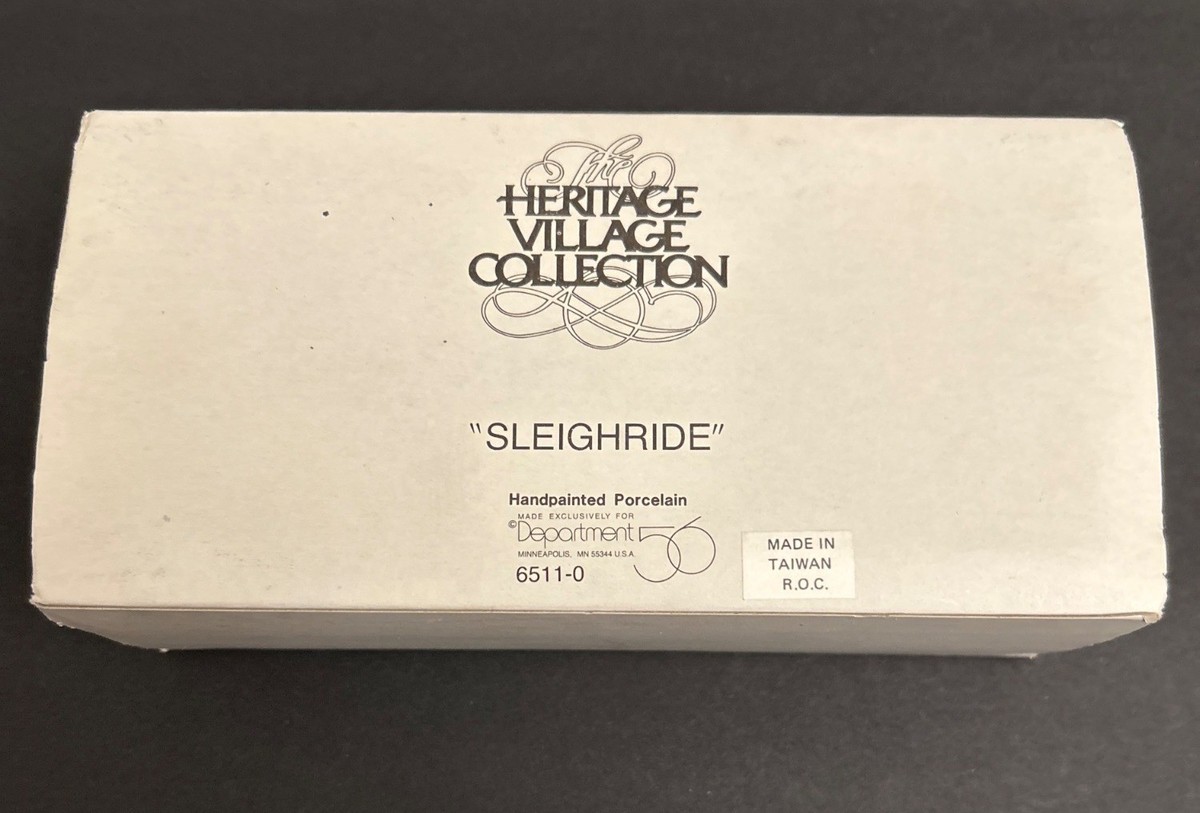 The
HERITAGE
VILLAGE
COLLECTION
"SLEIGHRIDE"
Handpainted Porcelain
MADE EXCLUSIVELY FOR
©Department 56
MINNEAPOLIS, MN 55344 U.S.A.
6511-0
MADE IN
TAIWAN
R.O.C.